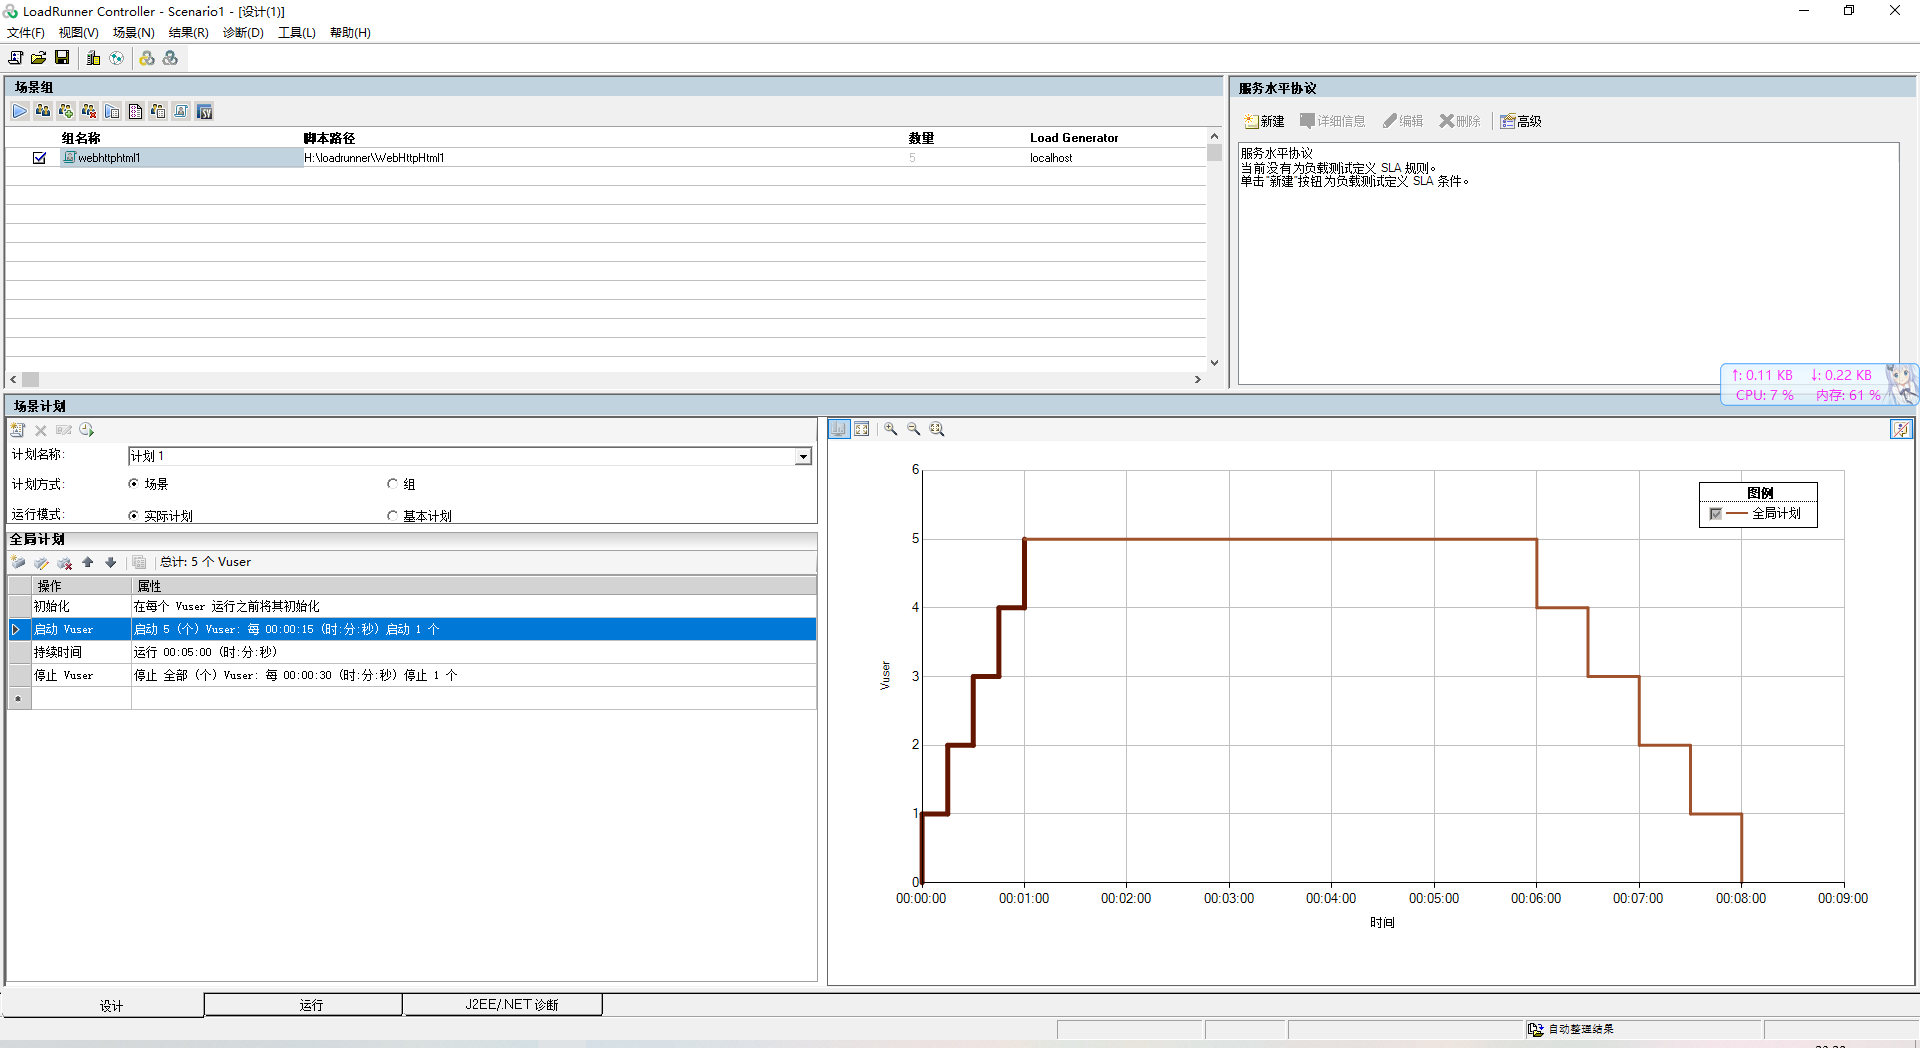 LoadRunner Controller - Scenario1 - [设计(1)]
文件(F) 视图(V) 场景(N) 结果(R) 诊断(D) 工具(L) 帮助(H)
场景组
组名称 脚本路径 数量 Load Generator
webhttphtml1 H:\loadrunner\WebHttpHtml1 5 localhost
服务水平协议
新建 详细信息 编辑 删除 高级
服务水平协议
当前没有为负载测试定义 SLA 规则。
单击"新建"按钮为负载测试定义 SLA 条件。
↑: 0.11 KB ↓: 0.22 KB
CPU: 7 % 内存: 61 %
场景计划
计划名称: 计划 1
计划方式: 场景 组
运行模式: 实际计划 基本计划
全局计划
总计: 5 个 Vuser
操作 属性
初始化 在每个 Vuser 运行之前将其初始化
启动 Vuser 启动 5 (个) Vuser: 每 00:00:15 (时:分:秒) 启动 1 个
持续时间 运行 00:05:00 (时:分:秒)
停止 Vuser 停止 全部 (个) Vuser: 每 00:00:30 (时:分:秒) 停止 1 个
*
图例
全局计划
6
5
4
3
2
1
0
Vuser
00:00:00 00:01:00 00:02:00 00:03:00 00:04:00 00:05:00 00:06:00 00:07:00 00:08:00 00:09:00
时间
设计 运行 J2EE/.NET 诊断
自动整理结果